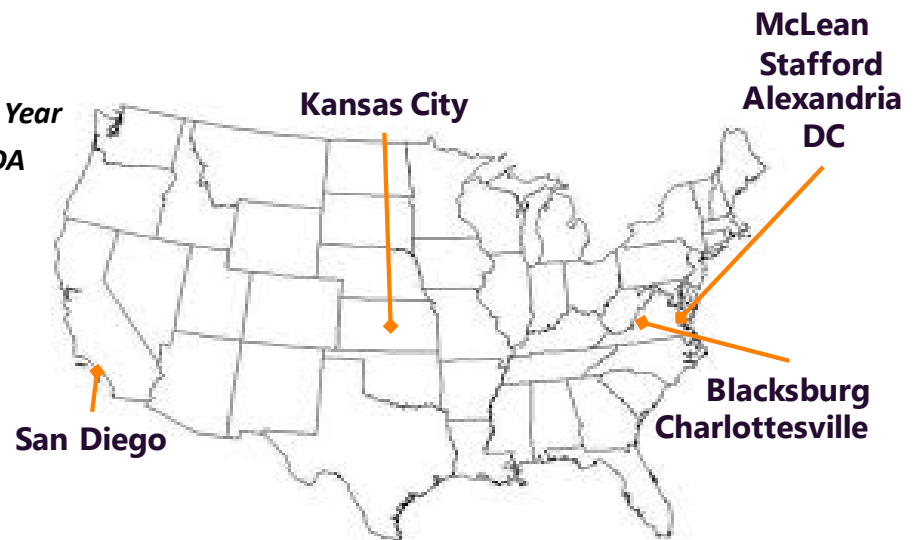 McLean
Stafford
Alexandria
DC
Year
Kansas City
San Diego
Blacksburg
Charlottesville